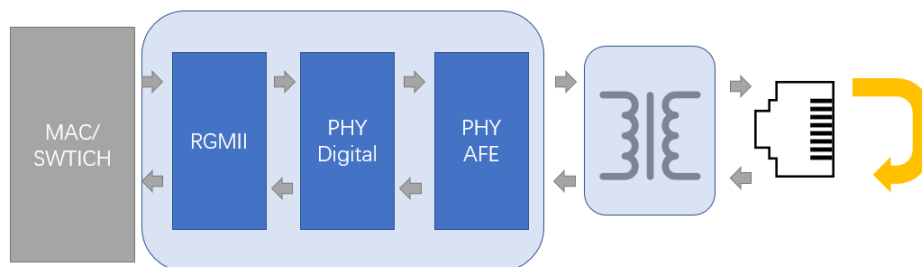 MAC/
SWTICH
RGMII
PHY
Digital
PHY
AFE